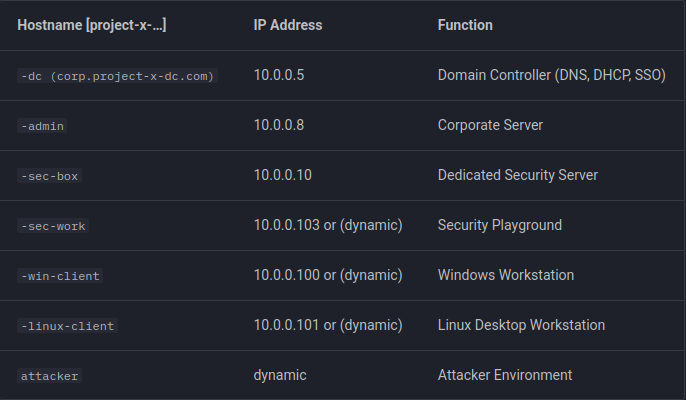 Hostname [project-x-...] IP Address Function
-dc (corp.project-x-dc.com) 10.0.0.5 Domain Controller (DNS, DHCP, SSO)
-admin 10.0.0.8 Corporate Server
-sec-box 10.0.0.10 Dedicated Security Server
-sec-work 10.0.0.103 or (dynamic) Security Playground
-win-client 10.0.0.100 or (dynamic) Windows Workstation
-linux-client 10.0.0.101 or (dynamic) Linux Desktop Workstation
attacker dynamic Attacker Environment